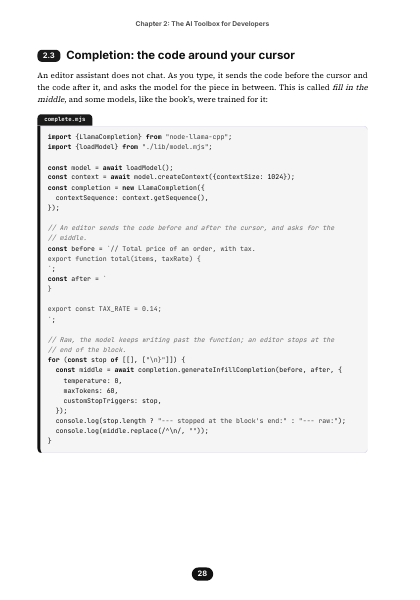 Chapter 2: The AI Toolbox for Developers
2.3 Completion: the code around your cursor
An editor assistant does not chat. As you type, it sends the code before the cursor and
the code after it, and asks the model for the piece in between. This is called fill in the
middle, and some models, like the book's, were trained for it:
complete.mjs
import {LlamaCompletion} from "node-llama-cpp";
import {loadModel} from "./lib/model.mjs";
const model = await loadModel();
const context = await model.createContext({contextSize: 1024});
const completion = new LlamaCompletion({
  contextSequence: context.getSequence(),
});
// An editor sends the code before and after the cursor, and asks for the
// middle.
const before = `// Total price of an order, with tax.
export function total(items, taxRate) {
`;
const after = `
}
export const TAX_RATE = 0.14;
`;
// Raw, the model keeps writing past the function; an editor stops at the
// end of the block.
for (const stop of [[], ["\n}"]]) {
  const middle = await completion.generateInfillCompletion(before, after, {
    temperature: 0,
    maxTokens: 60,
    customStopTriggers: stop,
  });
  console.log(stop.length ? "--- stopped at the block's end:" : "--- raw:");
  console.log(middle.replace(/^\n/, ""));
}
28